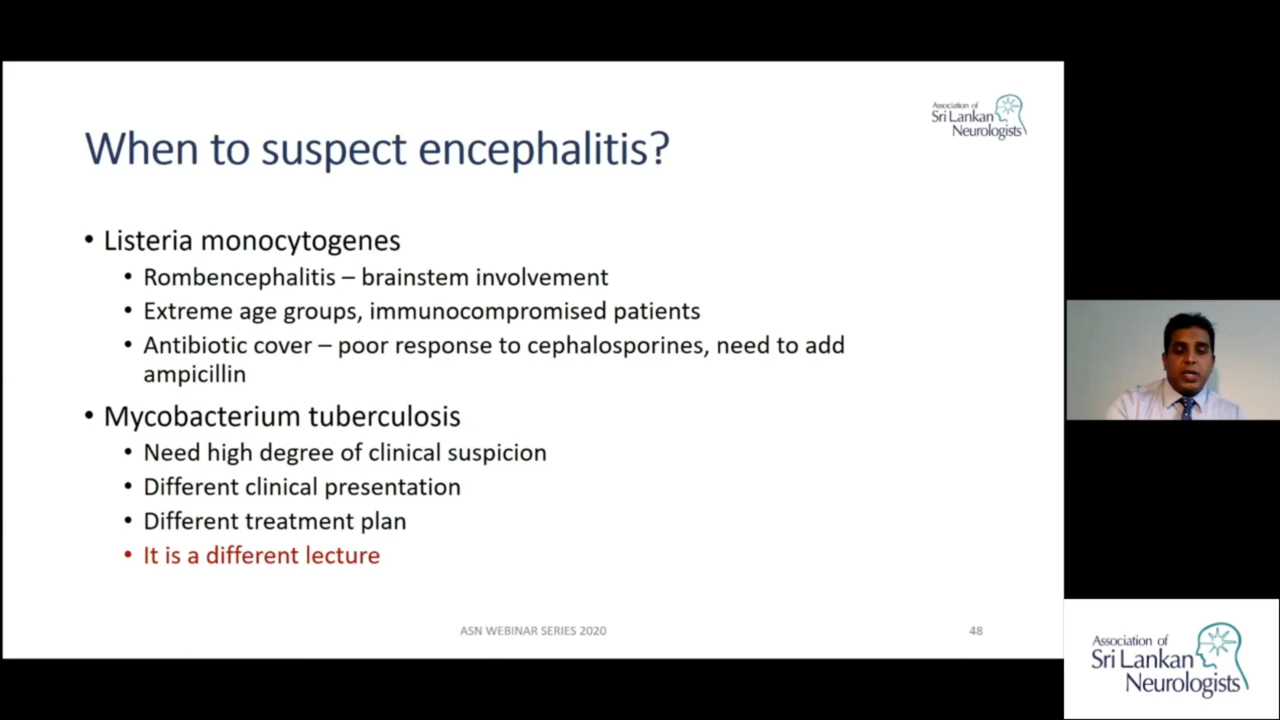 Association of
Sri Lankan
Neurologists
When to suspect encephalitis?
• Listeria monocytogenes
• Rombencephalitis – brainstem involvement
• Extreme age groups, immunocompromised patients
• Antibiotic cover – poor response to cephalosporines, need to add
ampicillin
• Mycobacterium tuberculosis
• Need high degree of clinical suspicion
• Different clinical presentation
• Different treatment plan
• It is a different lecture
ASN WEBINAR SERIES 2020
48
Association of
Sri Lankan
Neurologists